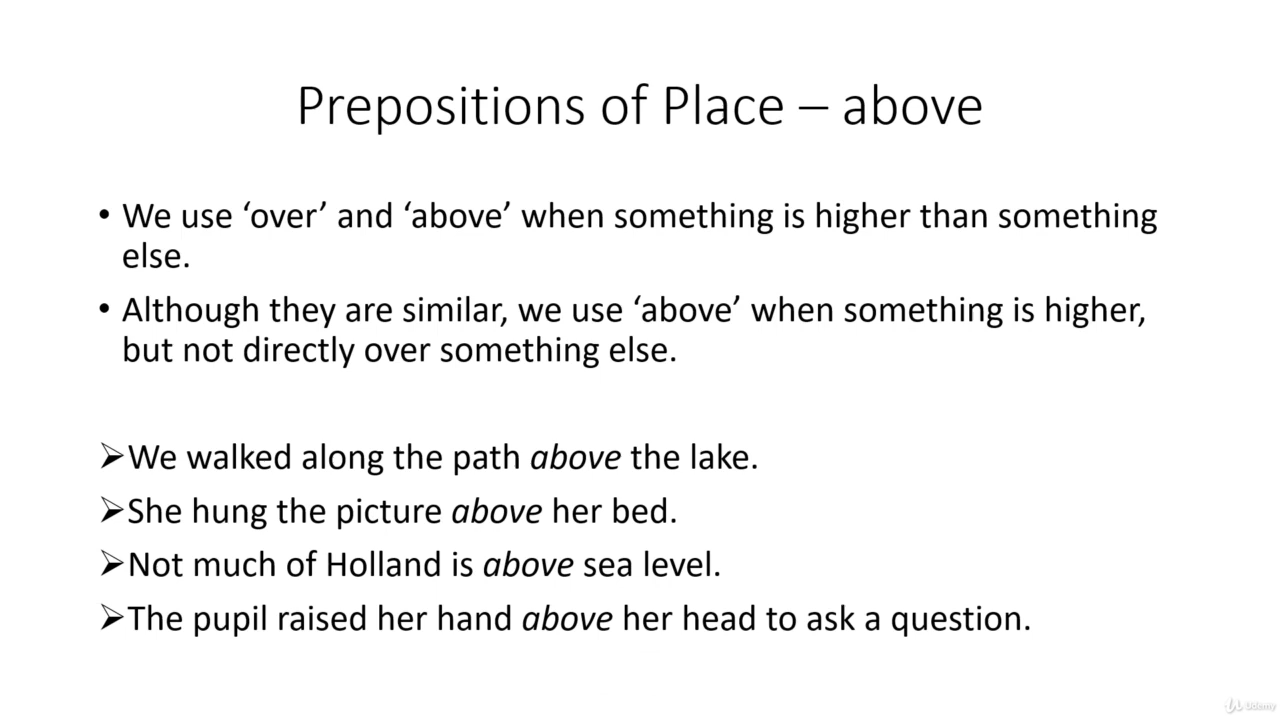 Prepositions of Place – above
• We use ‘over’ and ‘above’ when something is higher than something
else.
• Although they are similar, we use ‘above’ when something is higher,
but not directly over something else.
➢We walked along the path above the lake.
➢She hung the picture above her bed.
➢Not much of Holland is above sea level.
➢The pupil raised her hand above her head to ask a question.
Udemy